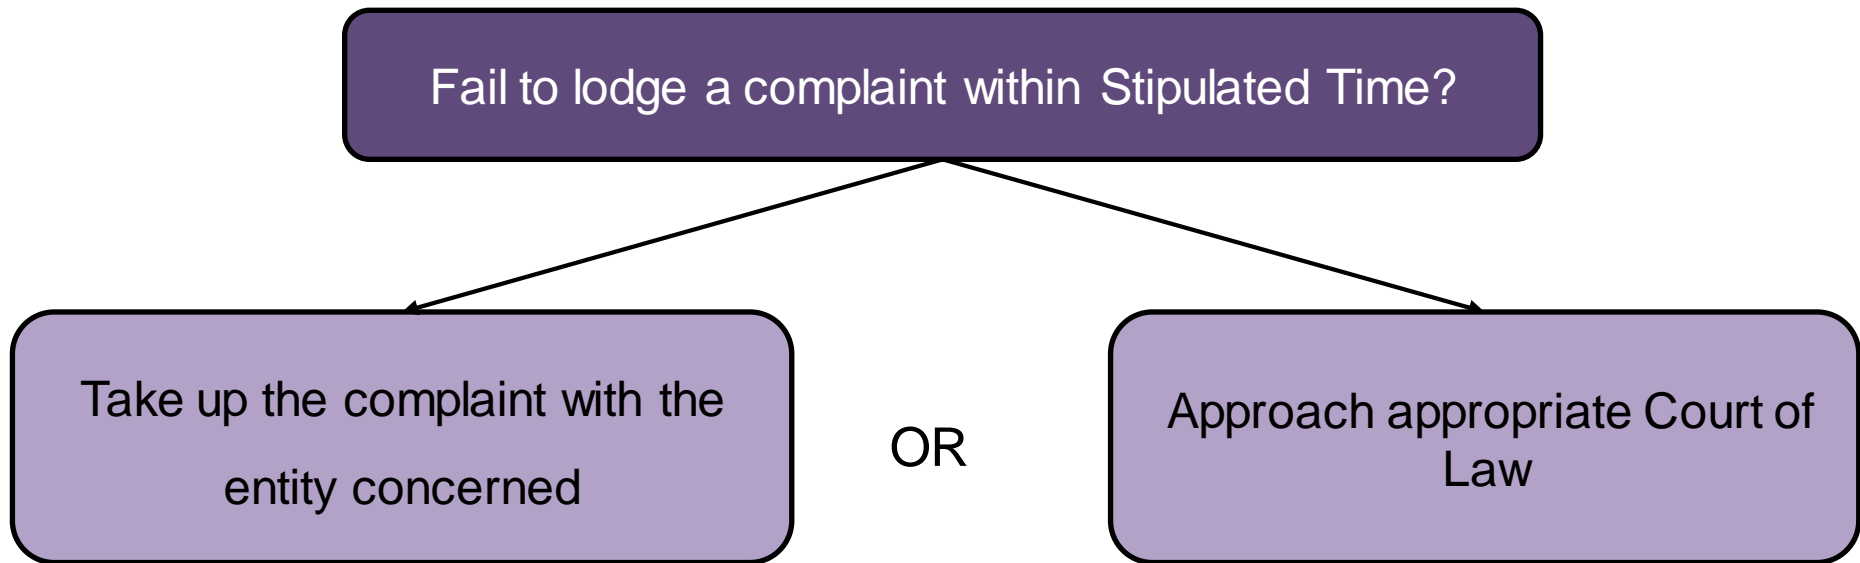 Fail to lodge a complaint within Stipulated Time?
Take up the complaint with the
entity concerned
OR
Approach appropriate Court of
Law